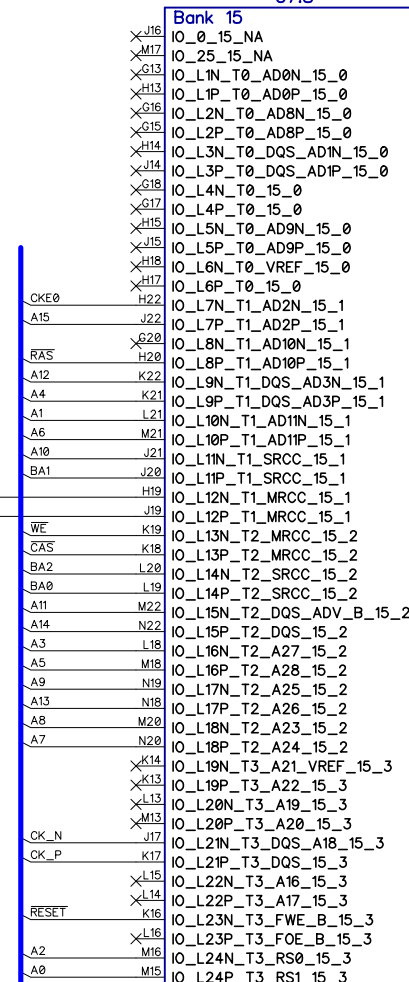 Bank 15
J16 IO_0_15_NA
M17 IO_25_15_NA
G13 IO_L1N_T0_AD0N_15_0
H13 IO_L1P_T0_AD0P_15_0
G16 IO_L2N_T0_AD8N_15_0
G15 IO_L2P_T0_AD8P_15_0
H14 IO_L3N_T0_DQS_AD1N_15_0
J14 IO_L3P_T0_DQS_AD1P_15_0
G18 IO_L4N_T0_15_0
G17 IO_L4P_T0_15_0
H15 IO_L5N_T0_AD9N_15_0
J15 IO_L5P_T0_AD9P_15_0
H18 IO_L6N_T0_VREF_15_0
H17 IO_L6P_T0_15_0
CKE0 H22 IO_L7N_T1_AD2N_15_1
A15 J22 IO_L7P_T1_AD2P_15_1
G20 IO_L8N_T1_AD10N_15_1
RAS H20 IO_L8P_T1_AD10P_15_1
A12 K22 IO_L9N_T1_DQS_AD3N_15_1
A4 K21 IO_L9P_T1_DQS_AD3P_15_1
A1 L21 IO_L10N_T1_AD11N_15_1
A6 M21 IO_L10P_T1_AD11P_15_1
A10 J21 IO_L11N_T1_SRCC_15_1
BA1 J20 IO_L11P_T1_SRCC_15_1
H19 IO_L12N_T1_MRCC_15_1
J19 IO_L12P_T1_MRCC_15_1
WE K19 IO_L13N_T2_MRCC_15_2
CAS K18 IO_L13P_T2_MRCC_15_2
BA2 L20 IO_L14N_T2_SRCC_15_2
BA0 L19 IO_L14P_T2_SRCC_15_2
A11 M22 IO_L15N_T2_DQS_ADV_B_15_2
A14 N22 IO_L15P_T2_DQS_15_2
A3 L18 IO_L16N_T2_A27_15_2
A5 M18 IO_L16P_T2_A28_15_2
A9 N19 IO_L17N_T2_A25_15_2
A13 N18 IO_L17P_T2_A26_15_2
A8 M20 IO_L18N_T2_A23_15_2
A7 N20 IO_L18P_T2_A24_15_2
K14 IO_L19N_T3_A21_VREF_15_3
K13 IO_L19P_T3_A22_15_3
L13 IO_L20N_T3_A19_15_3
M13 IO_L20P_T3_A20_15_3
CK_N J17 IO_L21N_T3_DQS_A18_15_3
CK_P K17 IO_L21P_T3_DQS_15_3
L15 IO_L22N_T3_A16_15_3
L14 IO_L22P_T3_A17_15_3
RESET K16 IO_L23N_T3_FWE_B_15_3
L16 IO_L23P_T3_FOE_B_15_3
A2 M16 IO_L24N_T3_RS0_15_3
A0 M15 IO_L24P_T3_RS1_15_3